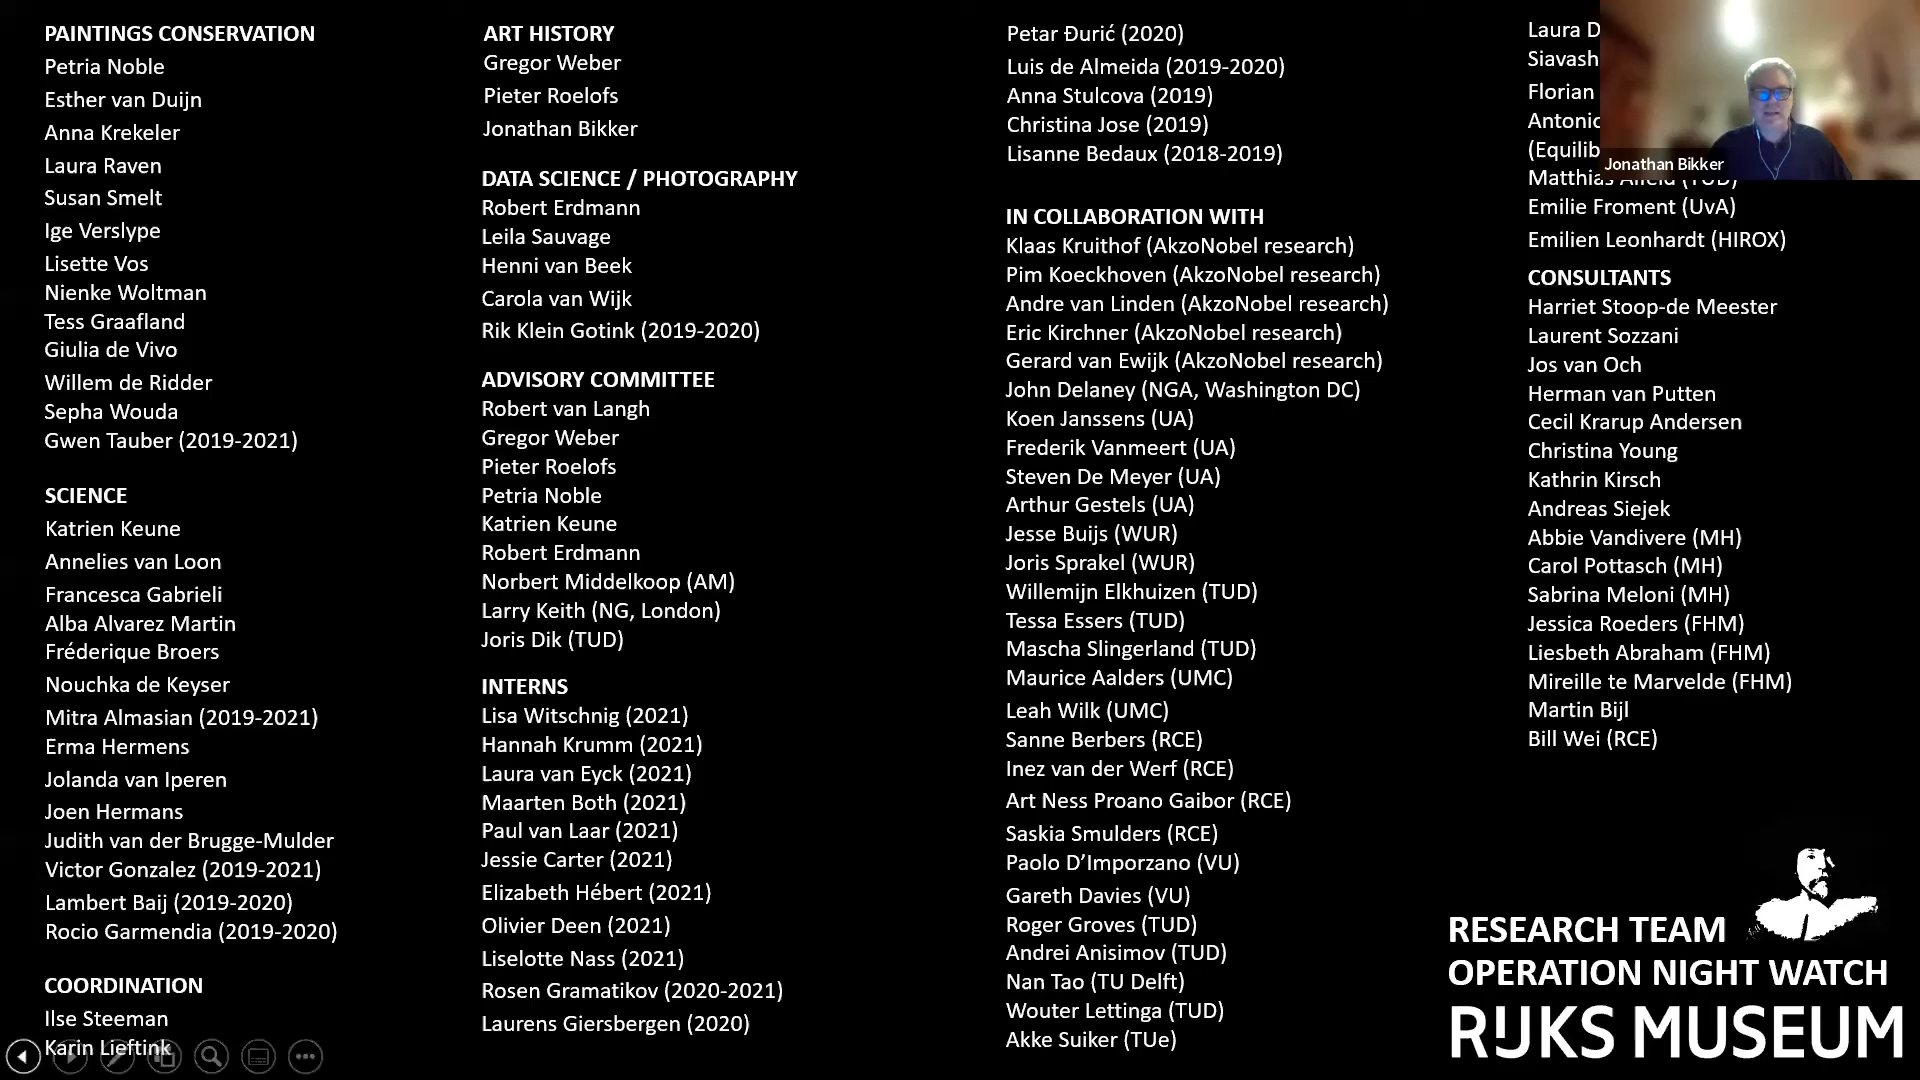 PAINTINGS CONSERVATION
Petria Noble
Esther van Duijn
Anna Krekeler
Laura Raven
Susan Smelt
Ige Verslype
Lisette Vos
Nienke Woltman
Tess Graafland
Giulia de Vivo
Willem de Ridder
Sepha Wouda
Gwen Tauber (2019-2021)
SCIENCE
Katrien Keune
Annelies van Loon
Francesca Gabrieli
Alba Alvarez Martin
Fréderique Broers
Nouchka de Keyser
Mitra Almasian (2019-2021)
Erma Hermens
Jolanda van Iperen
Joen Hermans
Judith van der Brugge-Mulder
Victor Gonzalez (2019-2021)
Lambert Baij (2019-2020)
Rocio Garmendia (2019-2020)
COORDINATION
Ilse Steeman
Karin Lieftink
ART HISTORY
Gregor Weber
Pieter Roelofs
Jonathan Bikker
DATA SCIENCE / PHOTOGRAPHY
Robert Erdmann
Leila Sauvage
Henni van Beek
Carola van Wijk
Rik Klein Gotink (2019-2020)
ADVISORY COMMITTEE
Robert van Langh
Gregor Weber
Pieter Roelofs
Petria Noble
Katrien Keune
Robert Erdmann
Norbert Middelkoop (AM)
Larry Keith (NG, London)
Joris Dik (TUD)
INTERNS
Lisa Witschnig (2021)
Hannah Krumm (2021)
Laura van Eyck (2021)
Maarten Both (2021)
Paul van Laar (2021)
Jessie Carter (2021)
Elizabeth Hébert (2021)
Olivier Deen (2021)
Liselotte Nass (2021)
Rosen Gramatikov (2020-2021)
Laurens Giersbergen (2020)
Petar Đurić (2020)
Luis de Almeida (2019-2020)
Anna Stulcova (2019)
Christina Jose (2019)
Lisanne Bedaux (2018-2019)
IN COLLABORATION WITH
Klaas Kruithof (AkzoNobel research)
Pim Koeckhoven (AkzoNobel research)
Andre van Linden (AkzoNobel research)
Eric Kirchner (AkzoNobel research)
Gerard van Ewijk (AkzoNobel research)
John Delaney (NGA, Washington DC)
Koen Janssens (UA)
Frederik Vanmeert (UA)
Steven De Meyer (UA)
Arthur Gestels (UA)
Jesse Buijs (WUR)
Joris Sprakel (WUR)
Willemijn Elkhuizen (TUD)
Tessa Essers (TUD)
Mascha Slingerland (TUD)
Maurice Aalders (UMC)
Leah Wilk (UMC)
Sanne Berbers (RCE)
Inez van der Werf (RCE)
Art Ness Proano Gaibor (RCE)
Saskia Smulders (RCE)
Paolo D’Imporzano (VU)
Gareth Davies (VU)
Roger Groves (TUD)
Andrei Anisimov (TUD)
Nan Tao (TU Delft)
Wouter Lettinga (TUD)
Akke Suiker (TUe)
Laura D
Siavash
Florian
Antonio
(Equilib
Matthias Alfeld (TUD)
Emilie Froment (UvA)
Emilien Leonhardt (HIROX)
CONSULTANTS
Harriet Stoop-de Meester
Laurent Sozzani
Jos van Och
Herman van Putten
Cecil Krarup Andersen
Christina Young
Kathrin Kirsch
Andreas Siejek
Abbie Vandivere (MH)
Carol Pottasch (MH)
Sabrina Meloni (MH)
Jessica Roeders (FHM)
Liesbeth Abraham (FHM)
Mireille te Marvelde (FHM)
Martin Bijl
Bill Wei (RCE)
Jonathan Bikker
RESEARCH TEAM
OPERATION NIGHT WATCH
RIJKS MUSEUM